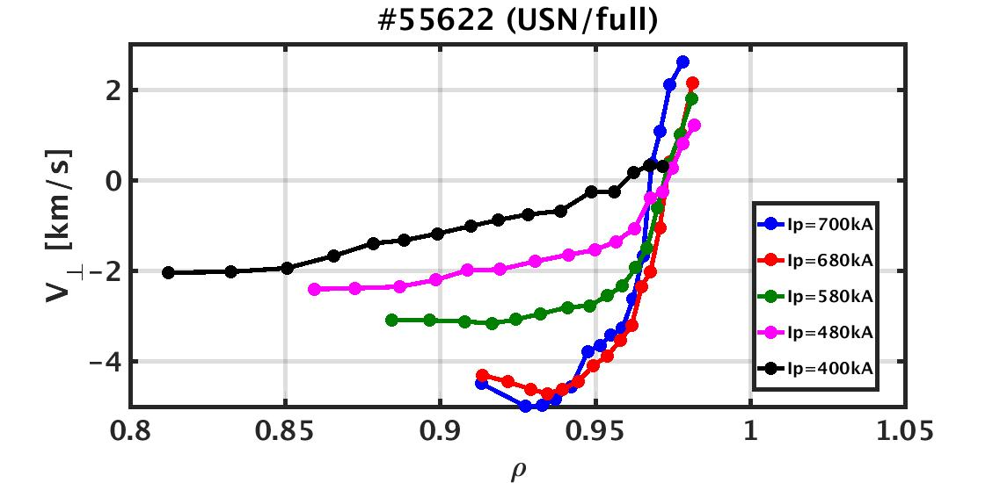 #55622 (USN/full)
V⊥ [km/s]
2
0
−2
−4
0.8 0.85 0.9 0.95 1 1.05
ρ
Ip=700kA
Ip=680kA
Ip=580kA
Ip=480kA
Ip=400kA